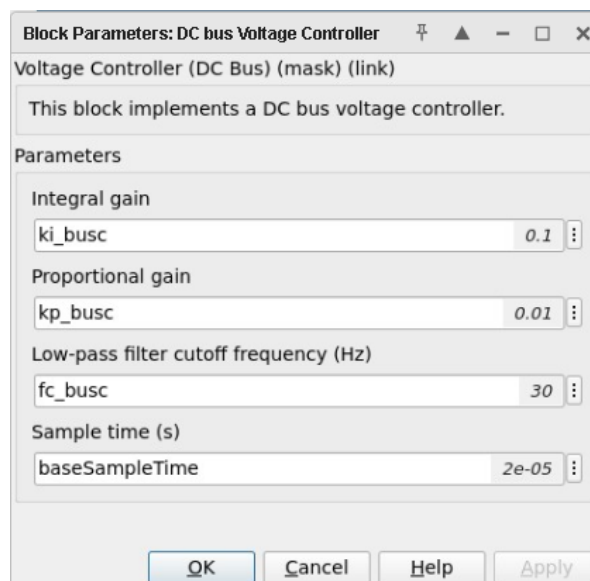 Block Parameters: DC bus Voltage Controller
Voltage Controller (DC Bus) (mask) (link)
This block implements a DC bus voltage controller.
Parameters
Integral gain
ki_busc 0.1
Proportional gain
kp_busc 0.01
Low-pass filter cutoff frequency (Hz)
fc_busc 30
Sample time (s)
baseSampleTime 2e-05
OK Cancel Help Apply